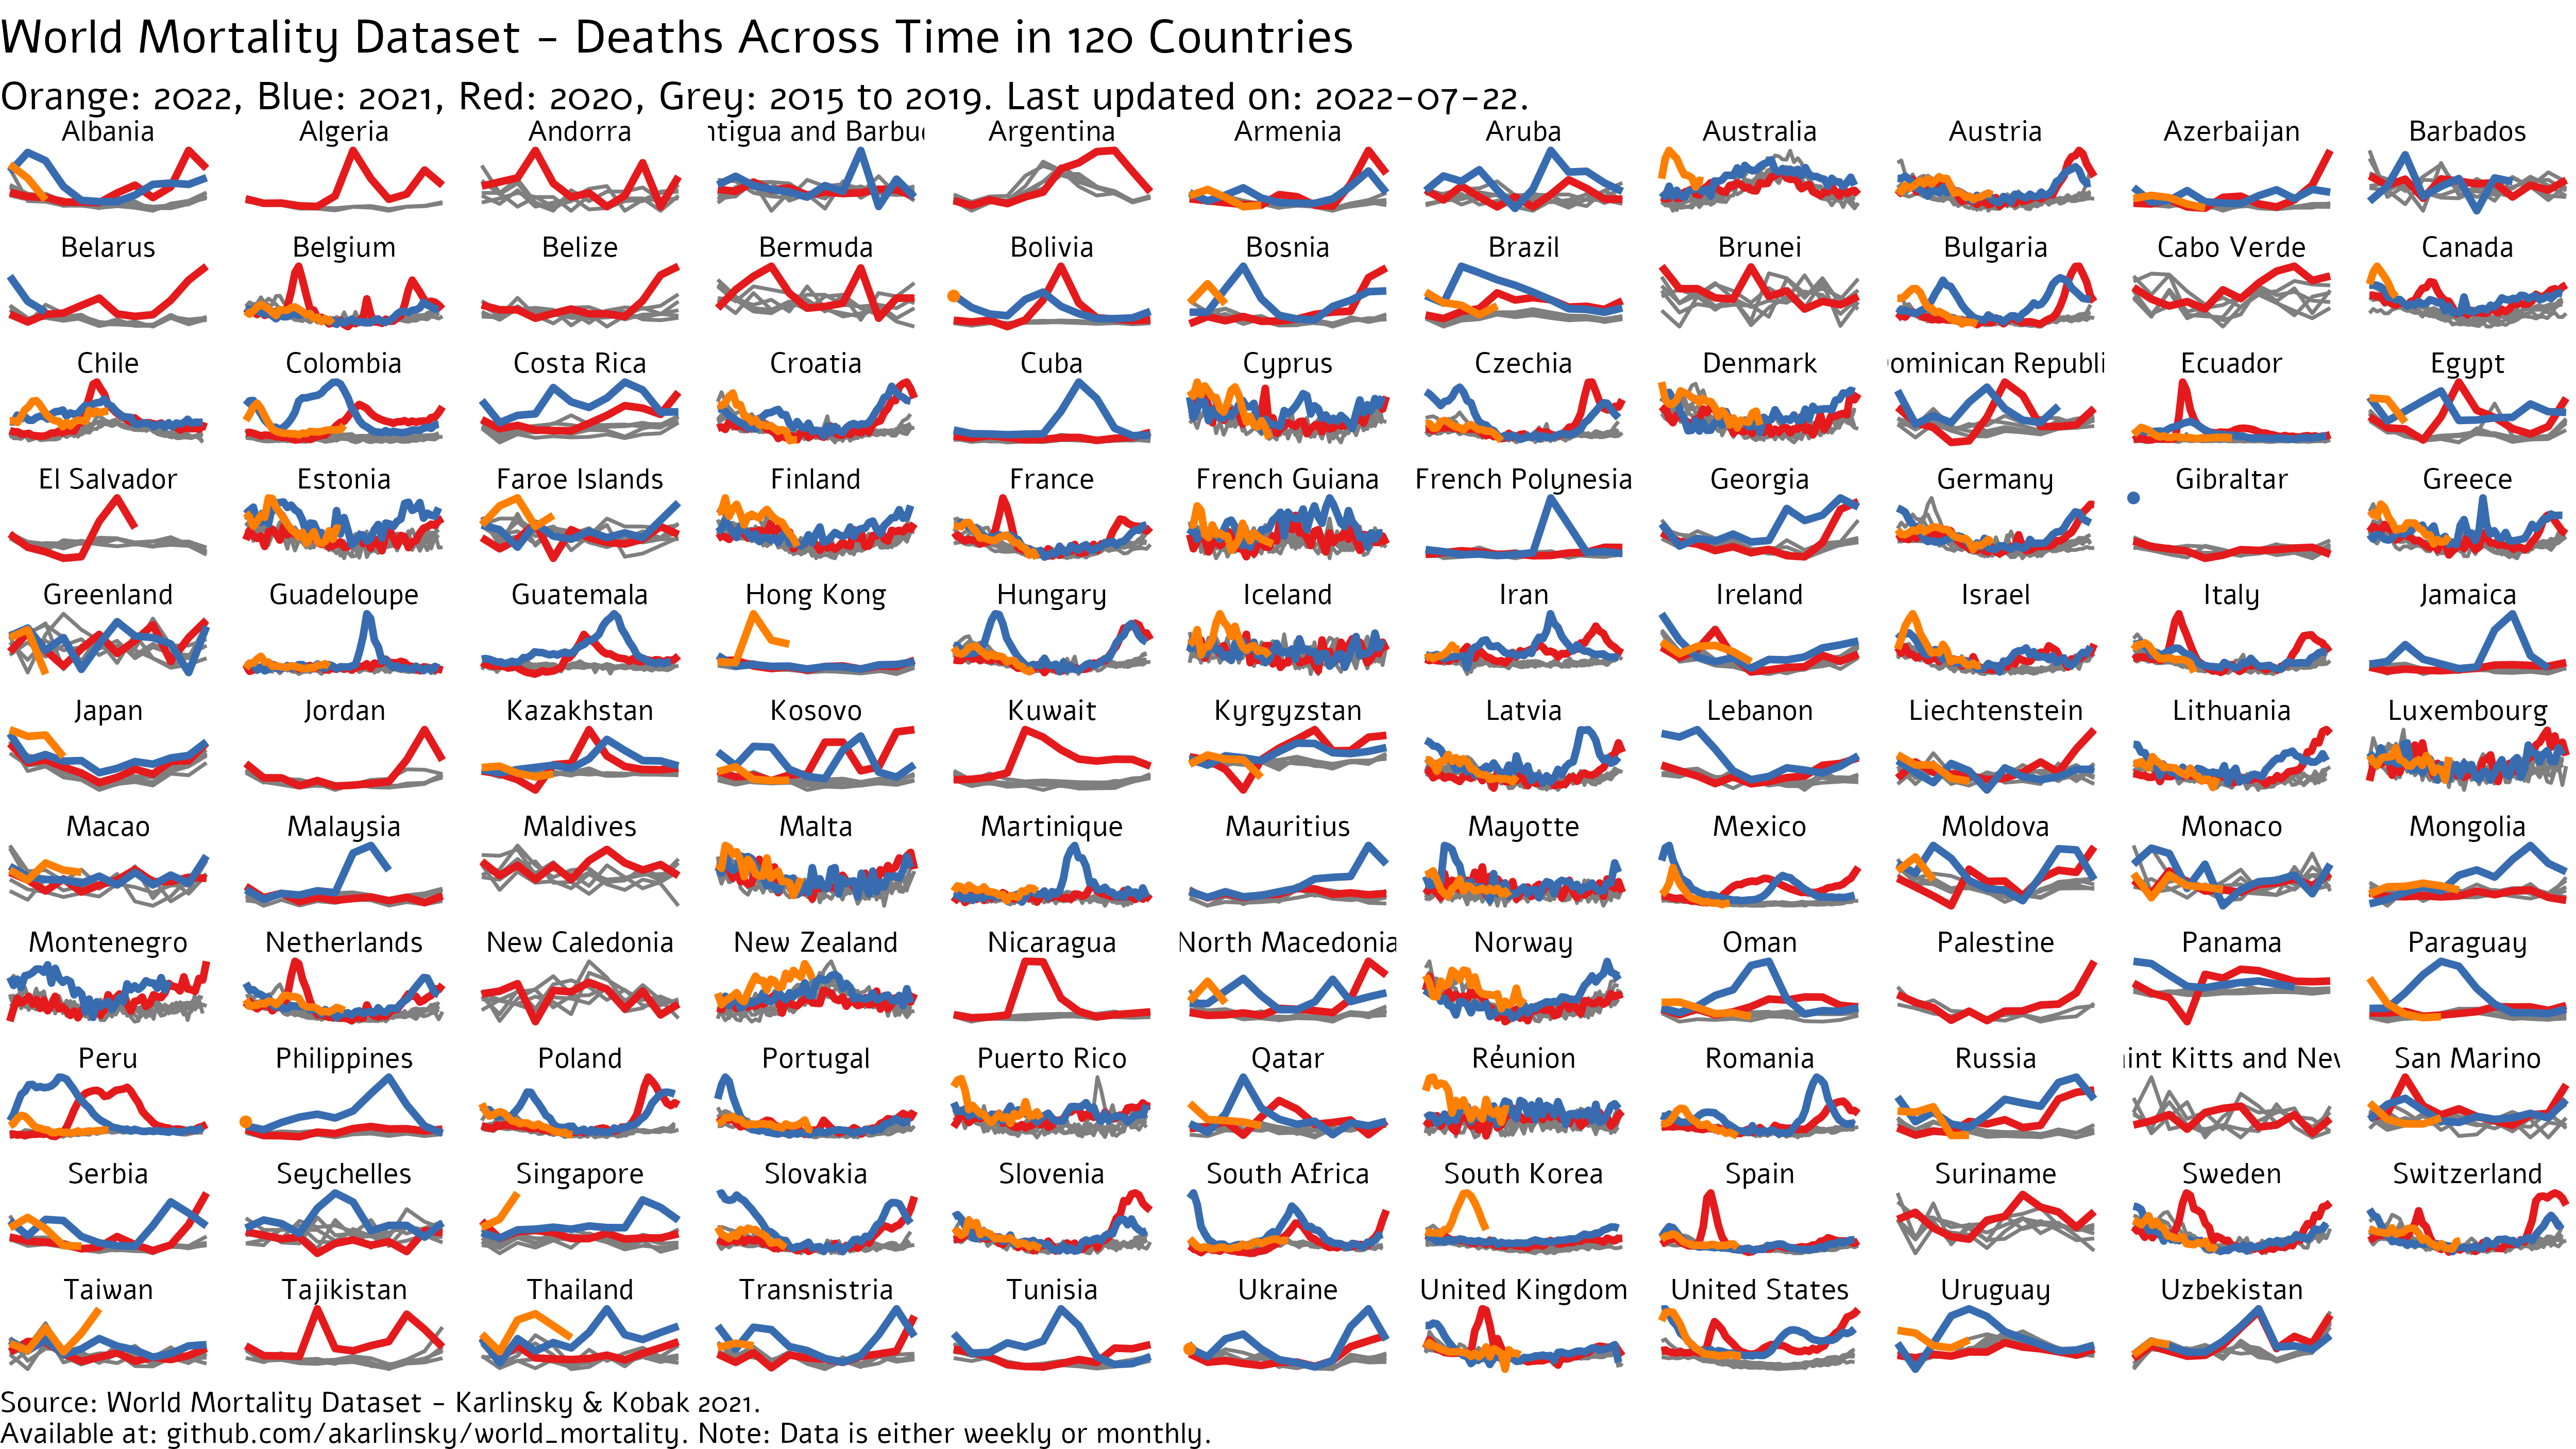 World Mortality Dataset - Deaths Across Time in 120 Countries
Orange: 2022, Blue: 2021, Red: 2020, Grey: 2015 to 2019. Last updated on: 2022-07-22.
Albania Algeria Andorra ntigua and Barbu Argentina Armenia Aruba Australia Austria Azerbaijan Barbados
Belarus Belgium Belize Bermuda Bolivia Bosnia Brazil Brunei Bulgaria Cabo Verde Canada
Chile Colombia Costa Rica Croatia Cuba Cyprus Czechia Denmark ominican Republi Ecuador Egypt
El Salvador Estonia Faroe Islands Finland France French Guiana French Polynesia Georgia Germany Gibraltar Greece
Greenland Guadeloupe Guatemala Hong Kong Hungary Iceland Iran Ireland Israel Italy Jamaica
Japan Jordan Kazakhstan Kosovo Kuwait Kyrgyzstan Latvia Lebanon Liechtenstein Lithuania Luxembourg
Macao Malaysia Maldives Malta Martinique Mauritius Mayotte Mexico Moldova Monaco Mongolia
Montenegro Netherlands New Caledonia New Zealand Nicaragua North Macedonia Norway Oman Palestine Panama Paraguay
Peru Philippines Poland Portugal Puerto Rico Qatar Réunion Romania Russia int Kitts and Nev San Marino
Serbia Seychelles Singapore Slovakia Slovenia South Africa South Korea Spain Suriname Sweden Switzerland
Taiwan Tajikistan Thailand Transnistria Tunisia Ukraine United Kingdom United States Uruguay Uzbekistan
Source: World Mortality Dataset - Karlinsky & Kobak 2021.
Available at: github.com/akarlinsky/world_mortality. Note: Data is either weekly or monthly.